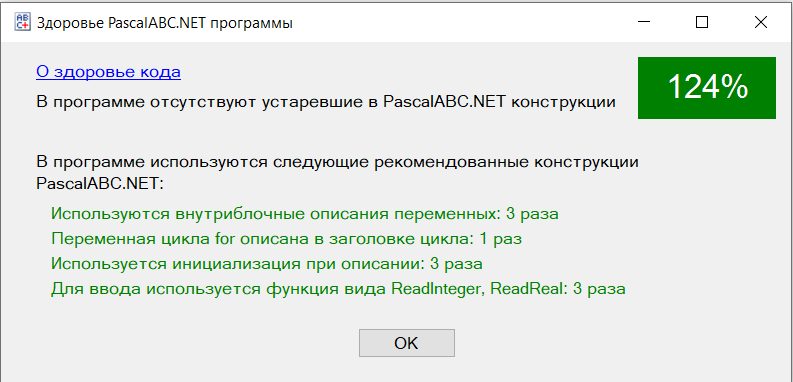 Здоровье PascalABC.NET программы
О здоровье кода
124%
В программе отсутствуют устаревшие в PascalABC.NET конструкции
В программе используются следующие рекомендованные конструкции
PascalABC.NET:
Используются внутриблочные описания переменных: 3 раза
Переменная цикла for описана в заголовке цикла: 1 раз
Используется инициализация при описании: 3 раза
Для ввода используется функция вида ReadInteger, ReadReal: 3 раза
OK